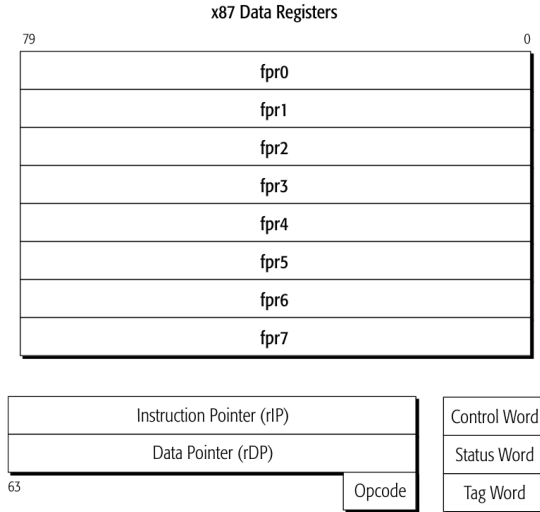 x87 Data Registers
79 0
fpr0
fpr1
fpr2
fpr3
fpr4
fpr5
fpr6
fpr7
Instruction Pointer (rIP)
Data Pointer (rDP)
63
Opcode
Control Word
Status Word
Tag Word